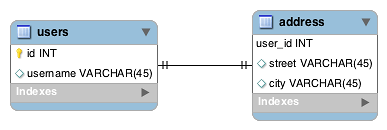 users
id INT
username VARCHAR(45)
Indexes
address
user_id INT
street VARCHAR(45)
city VARCHAR(45)
Indexes